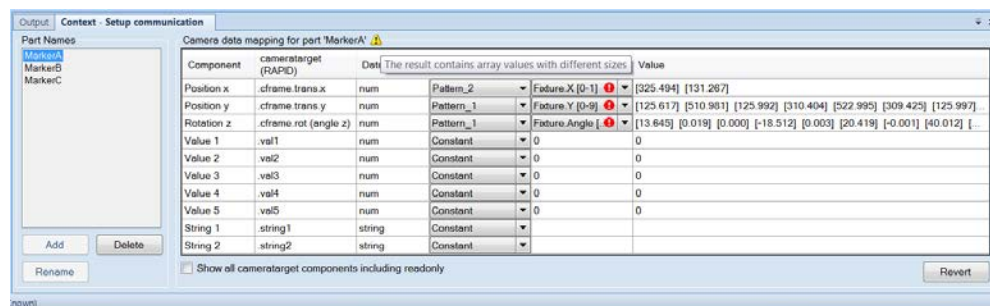 Output Context - Setup communication
Part Names
MarkerA
MarkerB
MarkerC
Add Delete
Rename
Camera data mapping for part 'MarkerA'
Component cameratarget (RAPID) The result contains array values with different sizes Value
Position x .cframe.trans.x num Pattern_2 Fixture.X [0-1] [325.494] [131.267]
Position y .cframe.trans.y num Pattern_1 Fixture.Y [0-9] [125.617] [510.981] [125.992] [310.404] [522.995] [309.425] [125.997]...
Rotation z .cframe.rot (angle z) num Pattern_1 Fixture.Angle [. [13.645] [0.019] [0.000] [-18.512] [0.003] [20.419] [-0.001] [40.012] [...
Value 1 .val1 num Constant 0 0
Value 2 .val2 num Constant 0 0
Value 3 .val3 num Constant 0 0
Value 4 .val4 num Constant 0 0
Value 5 .val5 num Constant 0 0
String 1 .string1 string Constant
String 2 .string2 string Constant
Show all cameratarget components including readonly
Revert